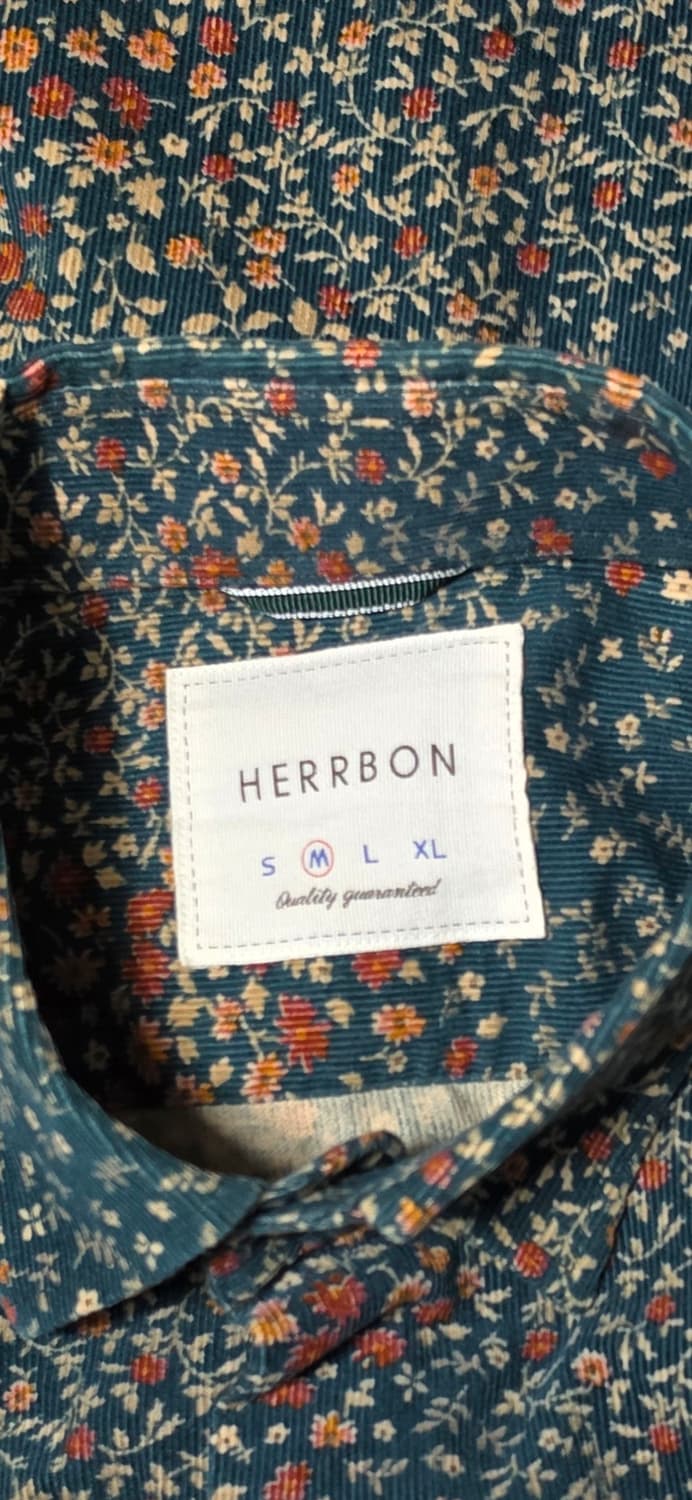 HERRBON
S M L XL
Quality guaranteed